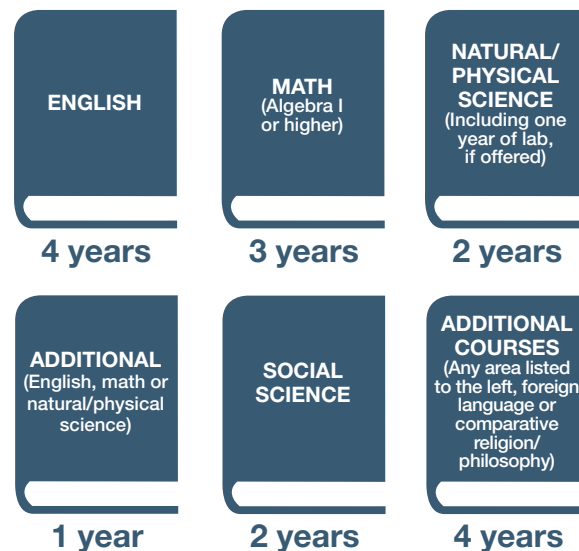 ENGLISH
4 years
MATH
(Algebra I
or higher)
3 years
NATURAL/
PHYSICAL
SCIENCE
(Including one
year of lab,
if offered)
2 years
ADDITIONAL
(English, math or
natural/physical
science)
1 year
SOCIAL
SCIENCE
2 years
ADDITIONAL
COURSES
(Any area listed
to the left, foreign
language or
comparative
religion/
philosophy)
4 years